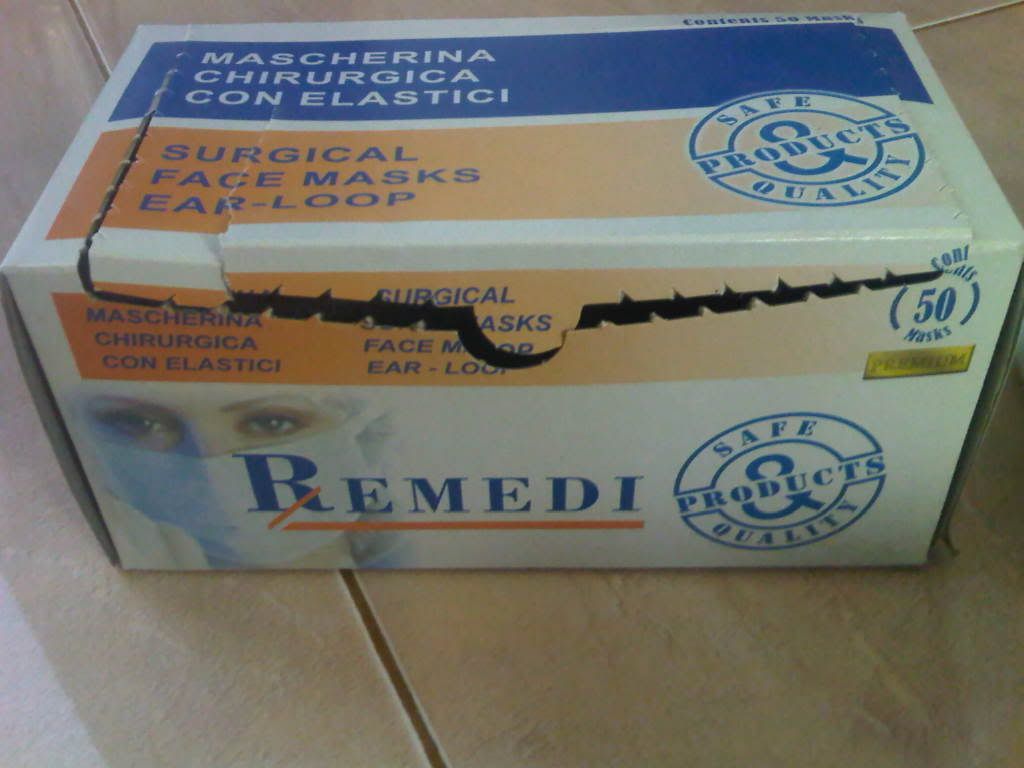 Contents 50 Masks
MASCHERINA
CHIRURGICA
CON ELASTICI
SURGICAL
FACE MASKS
EAR-LOOP
SAFE
&
PRODUCTS
QUALITY
MASCHERINA
CHIRURGICA
CON ELASTICI
SURGICAL
FACE MASKS
EAR - LOOP
50
Masks
PREMIUM
REMEDI
SAFE
&
PRODUCTS
QUALITY